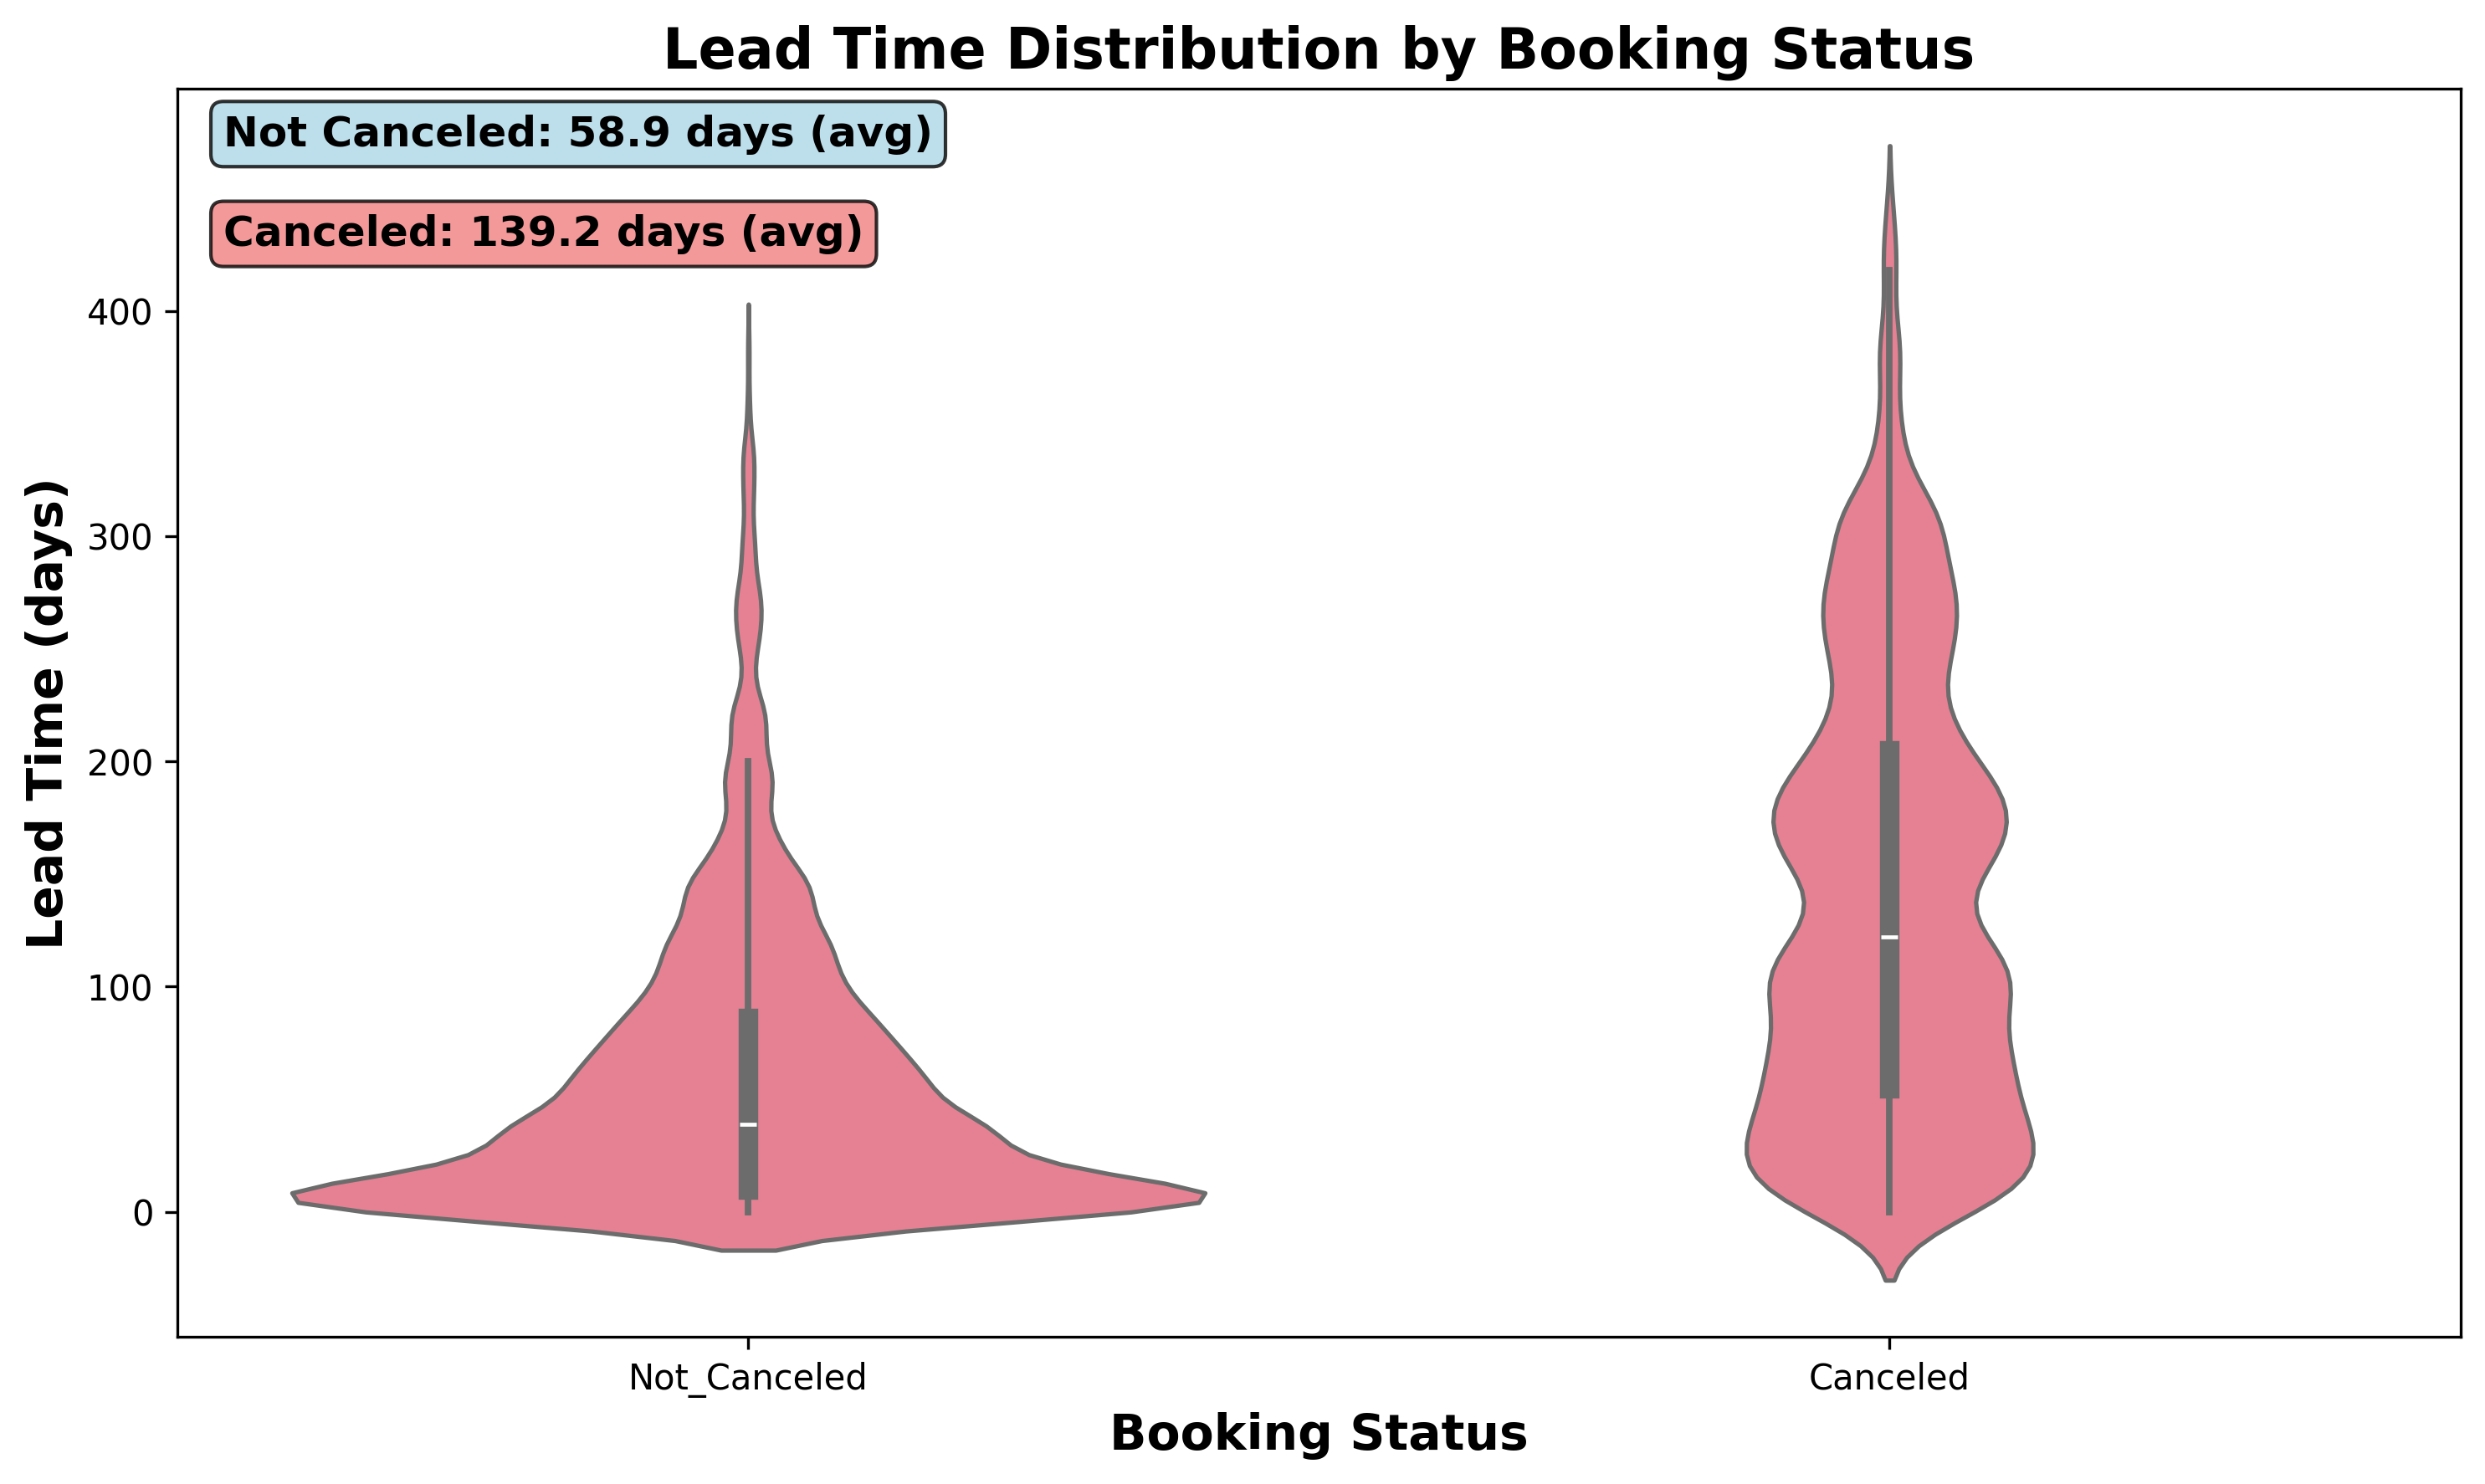 Lead Time Distribution by Booking Status
Not Canceled: 58.9 days (avg)
Canceled: 139.2 days (avg)
Lead Time (days)
400
300
200
100
0
Not_Canceled
Canceled
Booking Status